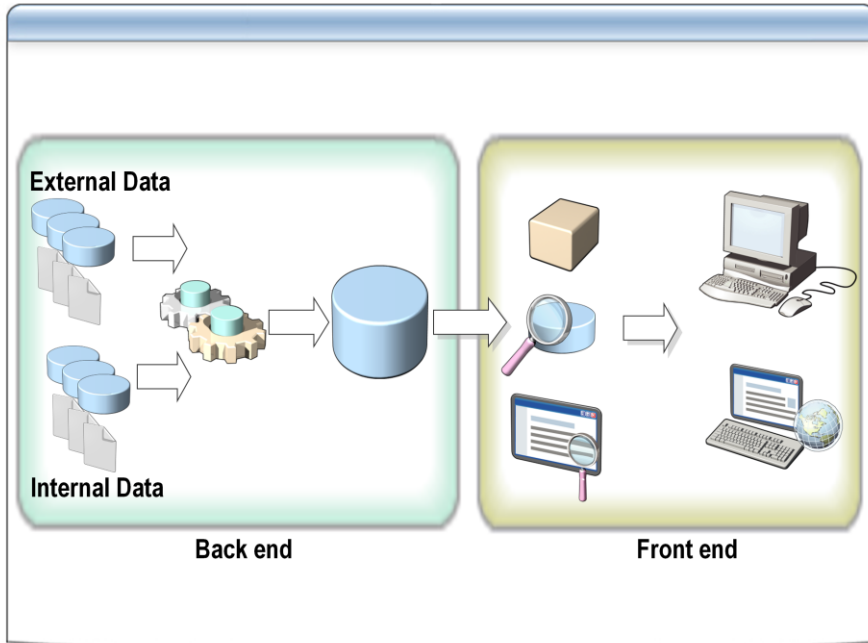 External Data
Internal Data
Back end
Front end